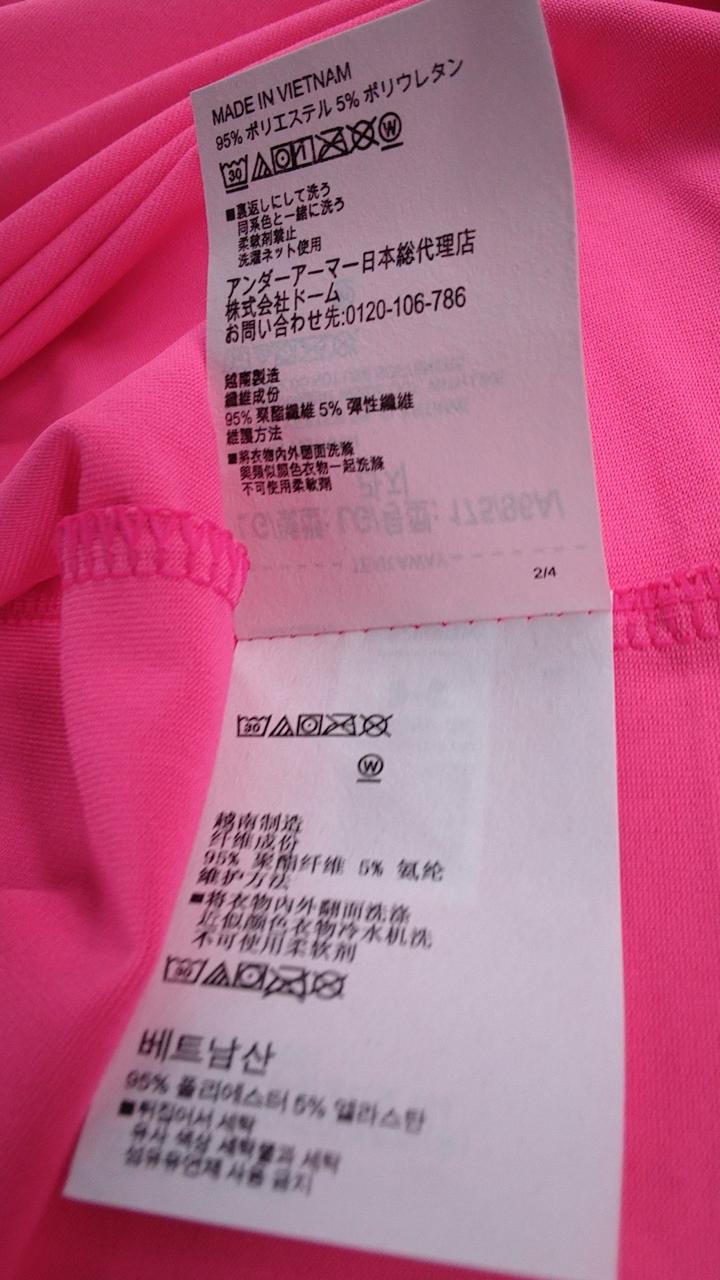 MADE IN VIETNAM
95% ポリエステル 5% ポリウレタン
30 W
■裏返しにして洗う
同系色と一緒に洗う
柔軟剤禁止
洗濯ネット使用
アンダーアーマー日本総代理店
株式会社ドーム
お問い合わせ先:0120-106-786
越南製造
纖維成份
95% 聚酯纖維 5% 彈性纖維
維護方法
■將衣物內外翻面洗滌
與類似顏色衣物一起洗滌
不可使用柔軟劑
2/4
30
W
越南制造
纤维成份
95% 聚酯纤维 5% 氨纶
维护方法
■将衣物内外翻面洗涤
近似颜色衣物冷水机洗
不可使用柔软剂
30
베트남산
95% 폴리에스터 5% 엘라스탄
■뒤집어서 세탁
유사 색상 세탁물과 세탁
섬유유연제 사용 금지